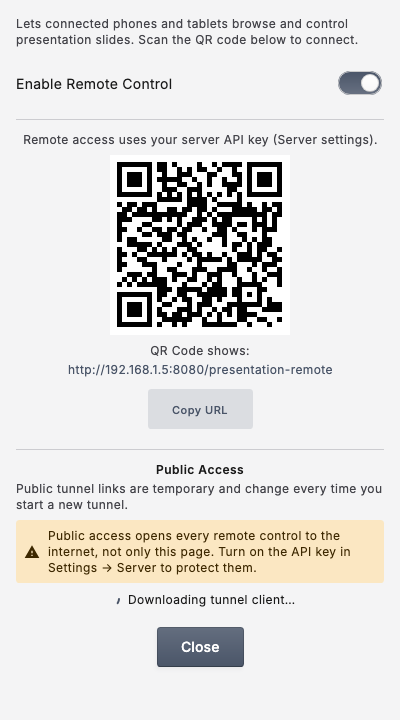 Lets connected phones and tablets browse and control
presentation slides. Scan the QR code below to connect.
Enable Remote Control
Remote access uses your server API key (Server settings).
QR Code shows:
http://192.168.1.5:8080/presentation-remote
Copy URL
Public Access
Public tunnel links are temporary and change every time you
start a new tunnel.
Public access opens every remote control to the
internet, not only this page. Turn on the API key in
Settings → Server to protect them.
Downloading tunnel client...
Close